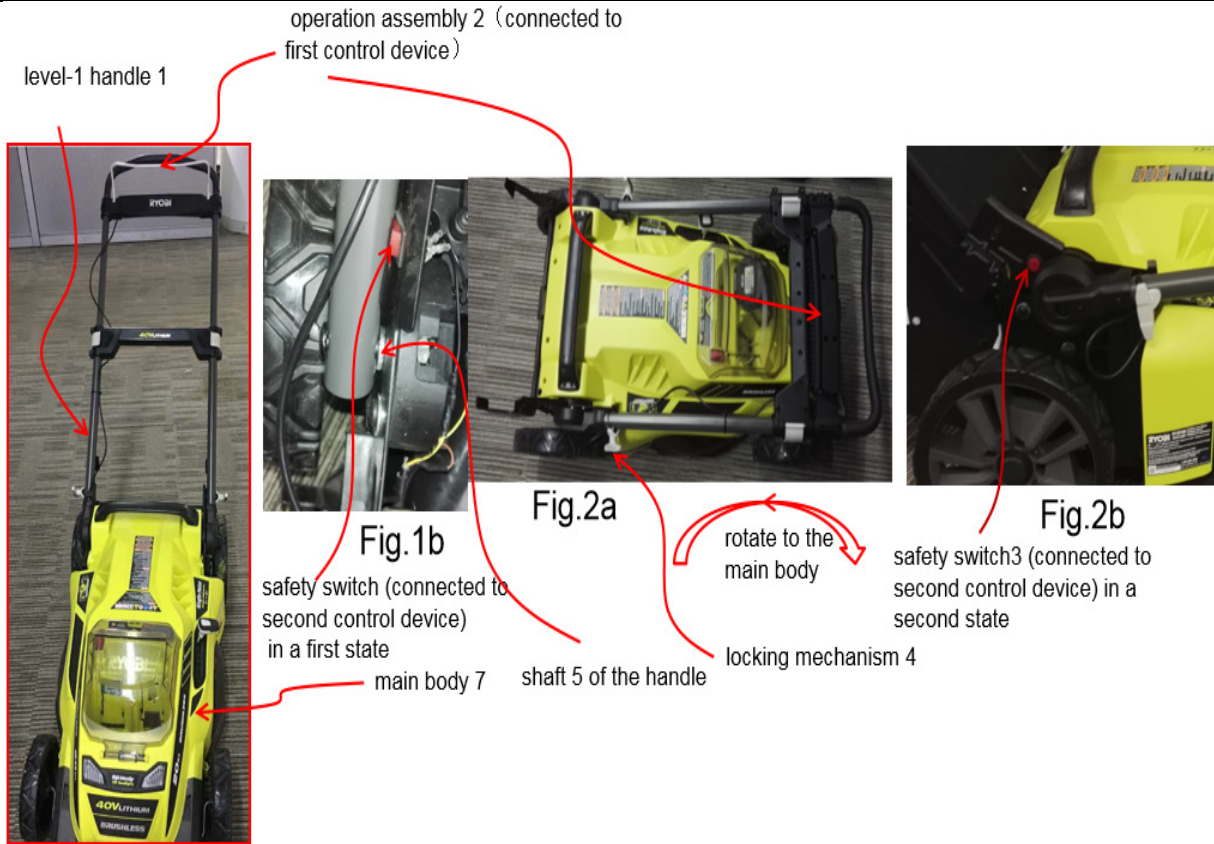 operation assembly 2（connected to
first control device）
level-1 handle 1
RYOBI
40VLITHIUM
40VLITHIUM
BRUSHLESS
BRUSHLESS
RYOBI
Fig.1b
Fig.2a
Fig.2b
rotate to the
main body
safety switch (connected to
second control device)
in a first state
safety switch3 (connected to
second control device) in a
second state
main body 7
shaft 5 of the handle
locking mechanism 4